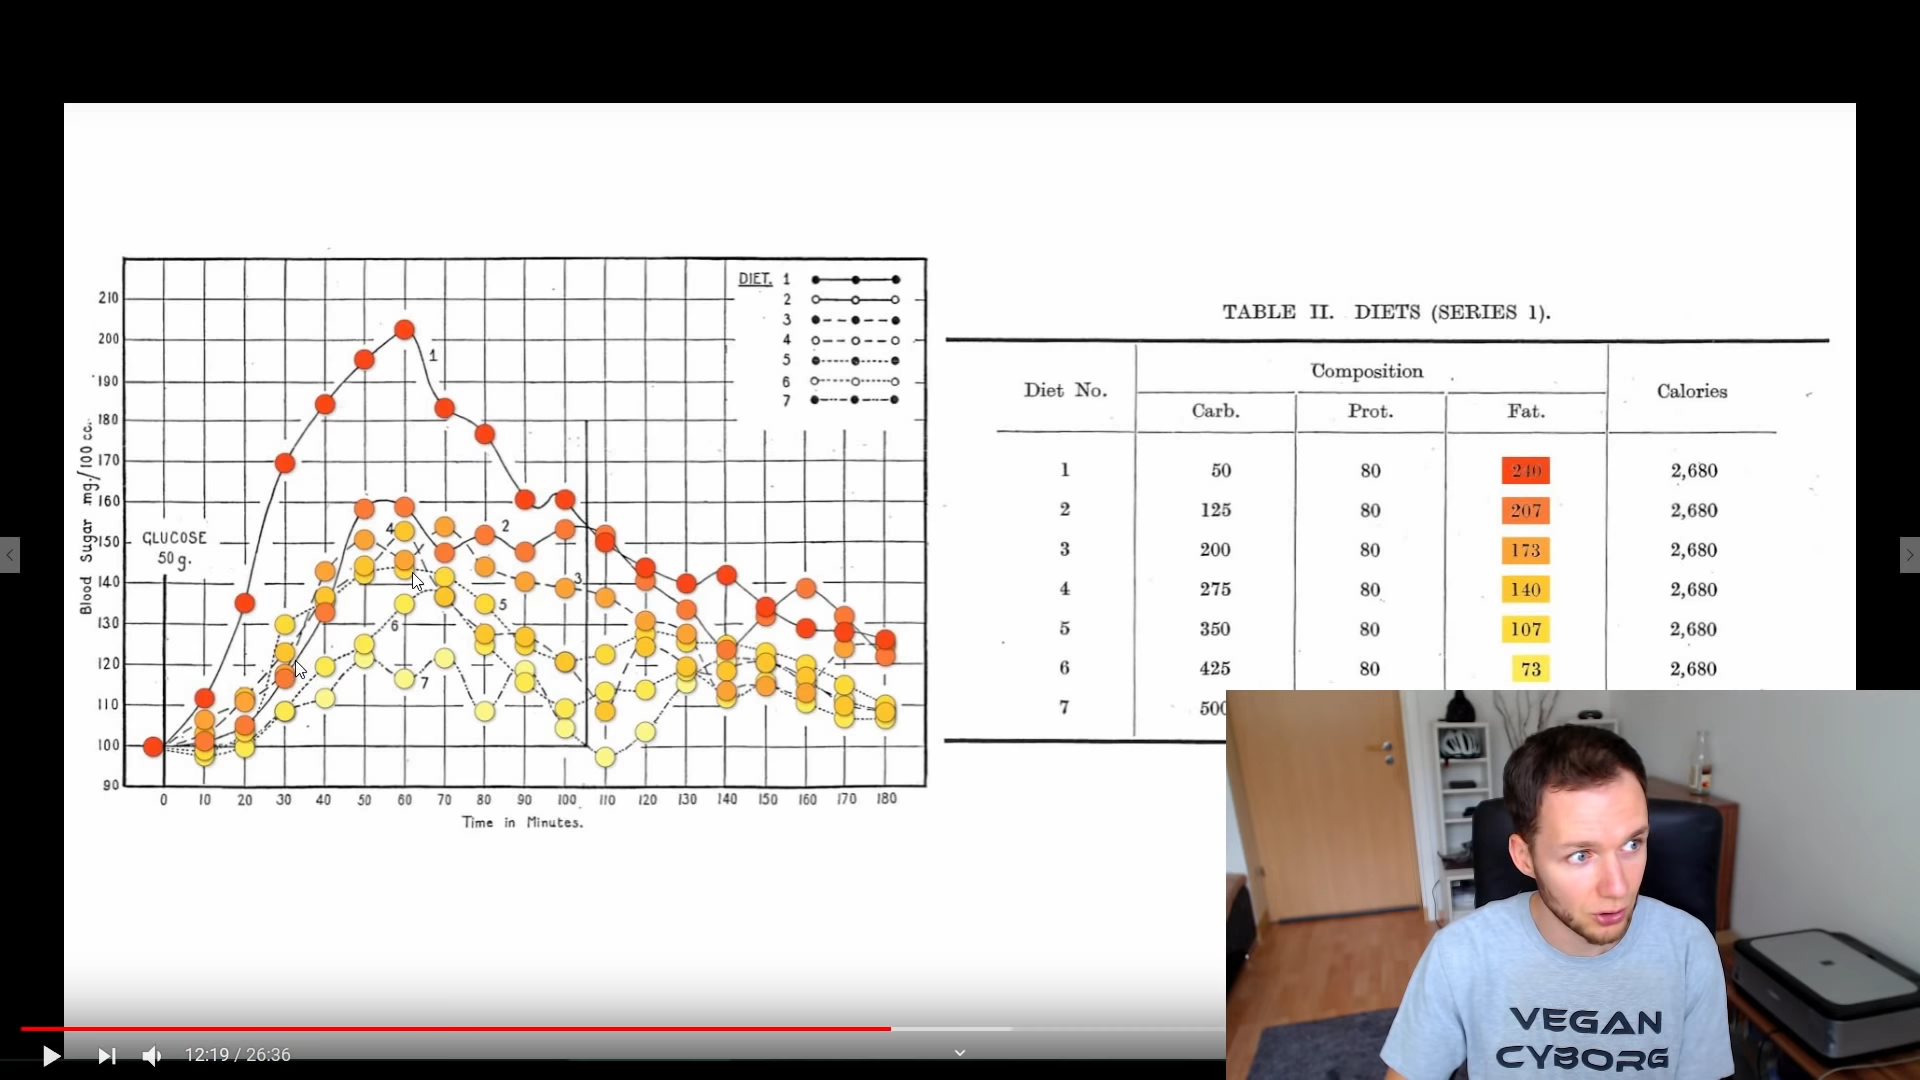 DIET. 1
2
3
4
5
6
7
210
200
190
180
170
160
150
140
130
120
110
100
90
Blood Sugar mg./100 cc.
GLUCOSE
50 g.
1
2
3
4
5
6
7
0 10 20 30 40 50 60 70 80 90 100 110 120 130 140 150 160 170 180
Time in Minutes.
TABLE II. DIETS (SERIES 1).
Diet No. Composition Calories
Carb. Prot. Fat.
1 50 80 240 2,680
2 125 80 207 2,680
3 200 80 173 2,680
4 275 80 140 2,680
5 350 80 107 2,680
6 425 80 73 2,680
7 500
VEGAN
CYBORG
12:19 / 26:36